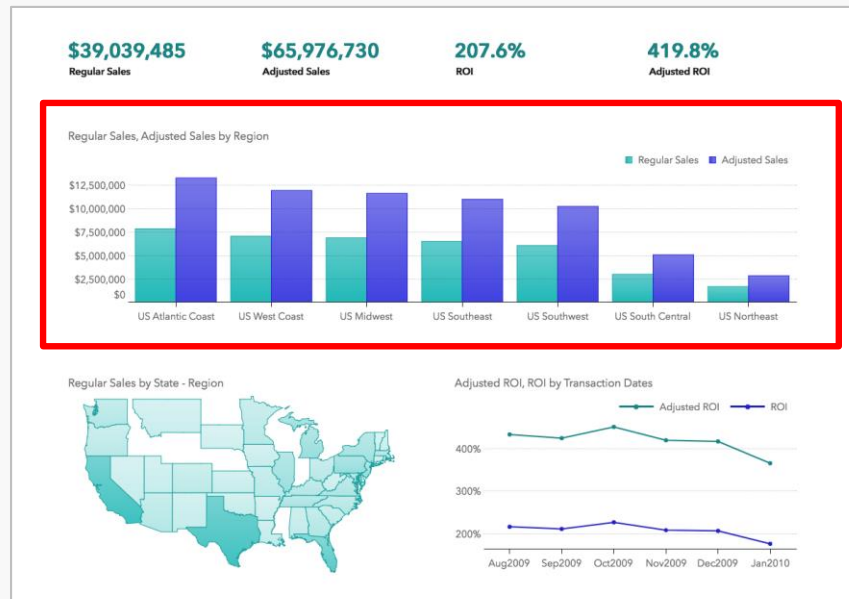 $39,039,485 $65,976,730 207.6% 419.8%
Regular Sales Adjusted Sales ROI Adjusted ROI
Regular Sales, Adjusted Sales by Region
Regular Sales Adjusted Sales
$12,500,000
$10,000,000
$7,500,000
$5,000,000
$2,500,000
$0
US Atlantic Coast US West Coast US Midwest US Southeast US Southwest US South Central US Northeast
Regular Sales by State - Region
Adjusted ROI, ROI by Transaction Dates
Adjusted ROI ROI
400%
300%
200%
Aug2009 Sep2009 Oct2009 Nov2009 Dec2009 Jan2010